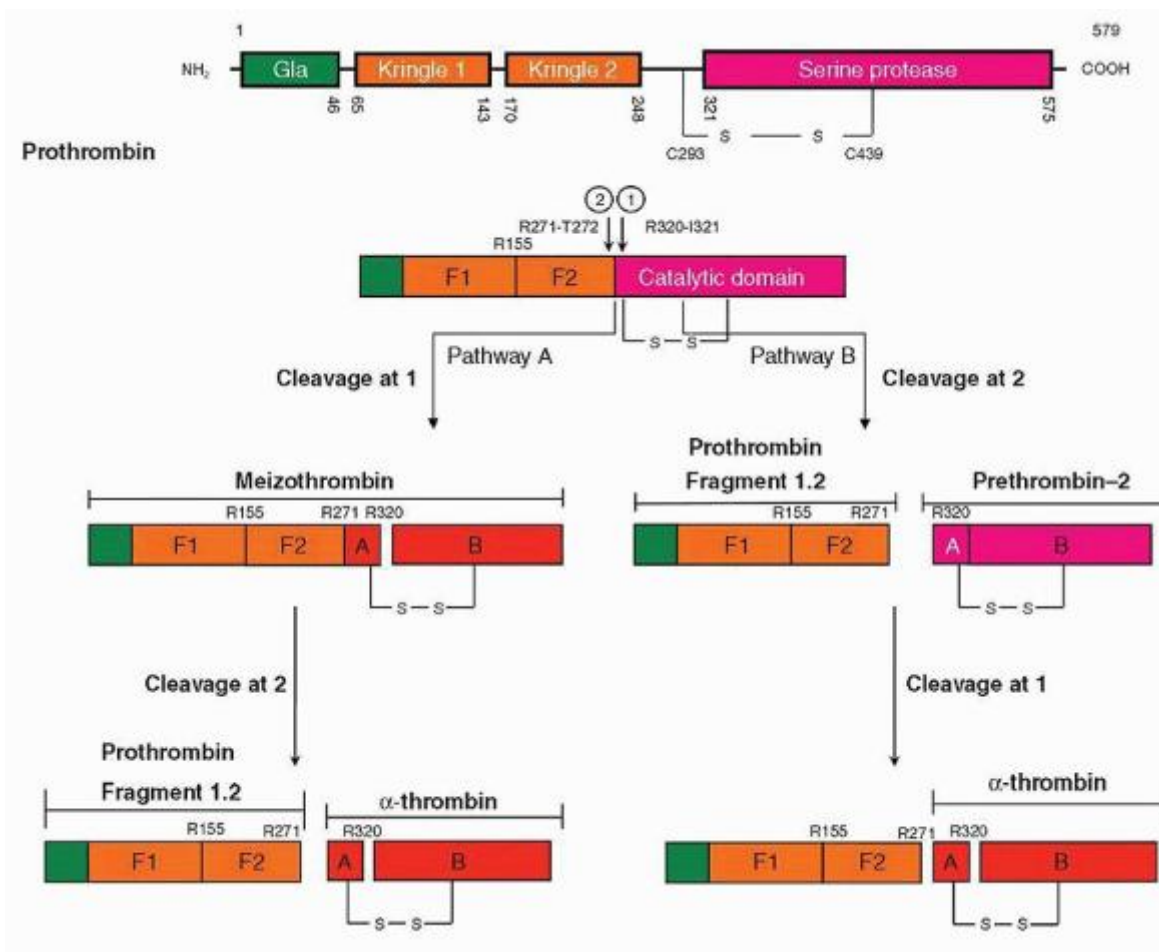 1 579
NH₂ Gla Kringle 1 Kringle 2 Serine protease COOH
46 65 143 170 248 321 575
S S
C293 C439
Prothrombin
2 1
R271-T272 R320-I321
R155
F1 F2 Catalytic domain
S S
Pathway A Pathway B
Cleavage at 1 Cleavage at 2
Prothrombin
Meizothrombin Fragment 1.2 Prethrombin–2
R155 R271 R320 R155 R271 R320
F1 F2 A B F1 F2 A B
S S S S
Cleavage at 2 Cleavage at 1
Prothrombin
Fragment 1.2 α-thrombin α-thrombin
R155 R271 R320 R155 R271 R320
F1 F2 A B F1 F2 A B
S S S S